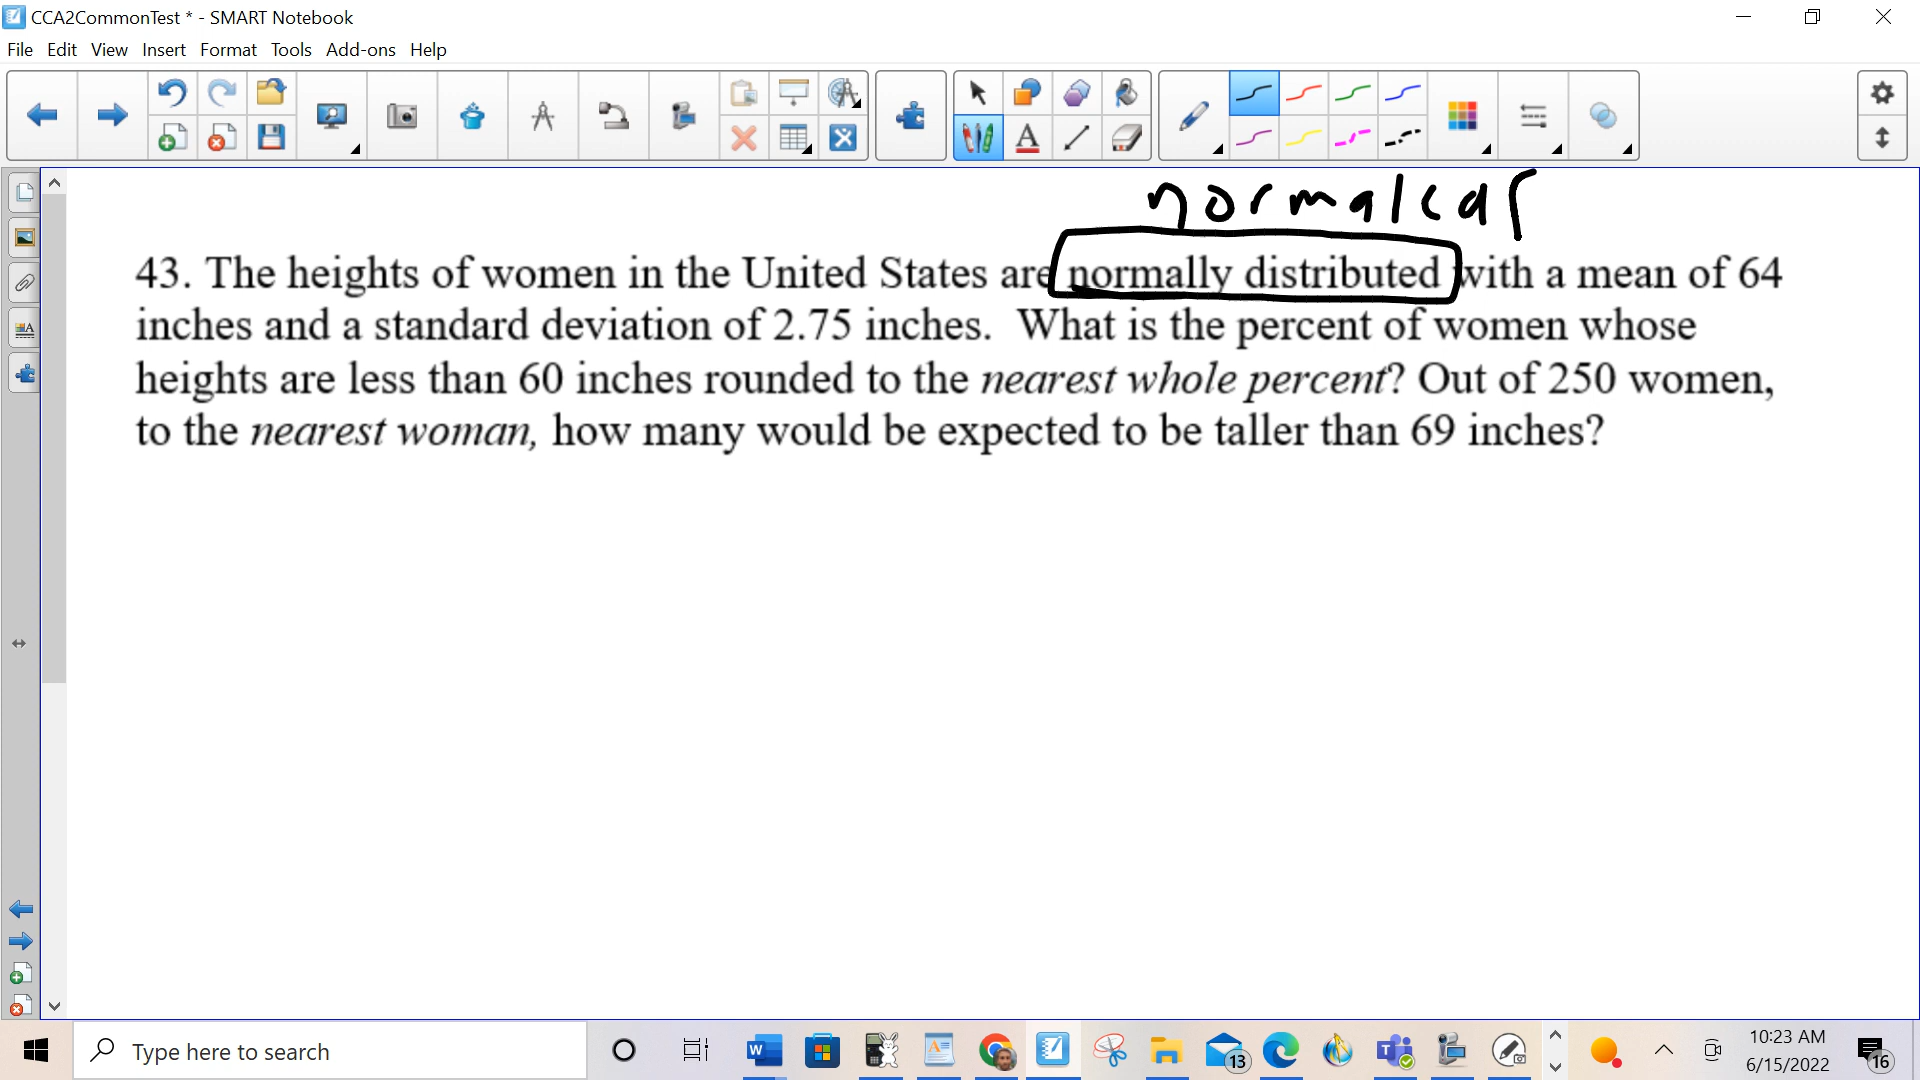 CCA2CommonTest * - SMART Notebook
File Edit View Insert Format Tools Add-ons Help
normalcdf
43. The heights of women in the United States are normally distributed with a mean of 64
inches and a standard deviation of 2.75 inches. What is the percent of women whose
heights are less than 60 inches rounded to the nearest whole percent? Out of 250 women,
to the nearest woman, how many would be expected to be taller than 69 inches?
Type here to search
13
10:23 AM
6/15/2022
16